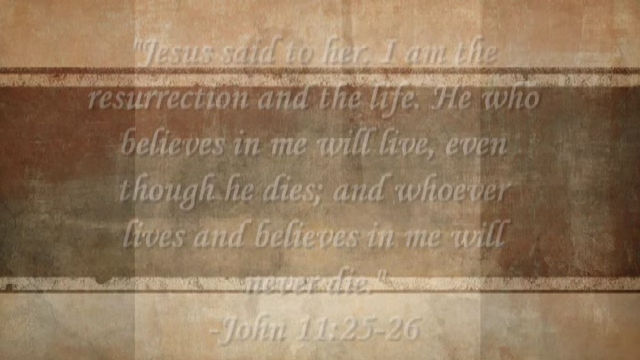 "Jesus said to her, I am the
resurrection and the life. He who
believes in me will live, even
though he dies; and whoever
lives and believes in me will
never die."
-John 11:25-26